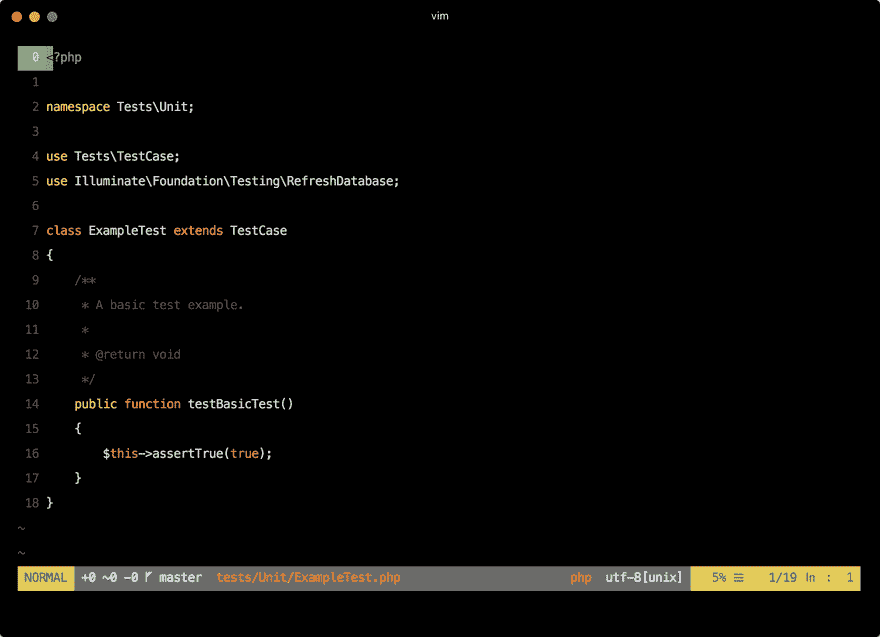 vim
0 <?php
1
2 namespace Tests\Unit;
3
4 use Tests\TestCase;
5 use Illuminate\Foundation\Testing\RefreshDatabase;
6
7 class ExampleTest extends TestCase
8 {
9     /**
10      * A basic test example.
11      *
12      * @return void
13      */
14     public function testBasicTest()
15     {
16         $this->assertTrue(true);
17     }
18 }
~
~
NORMAL +0 ~0 -0 master tests/Unit/ExampleTest.php php utf-8[unix] 5% ☰ 1/19 ln : 1